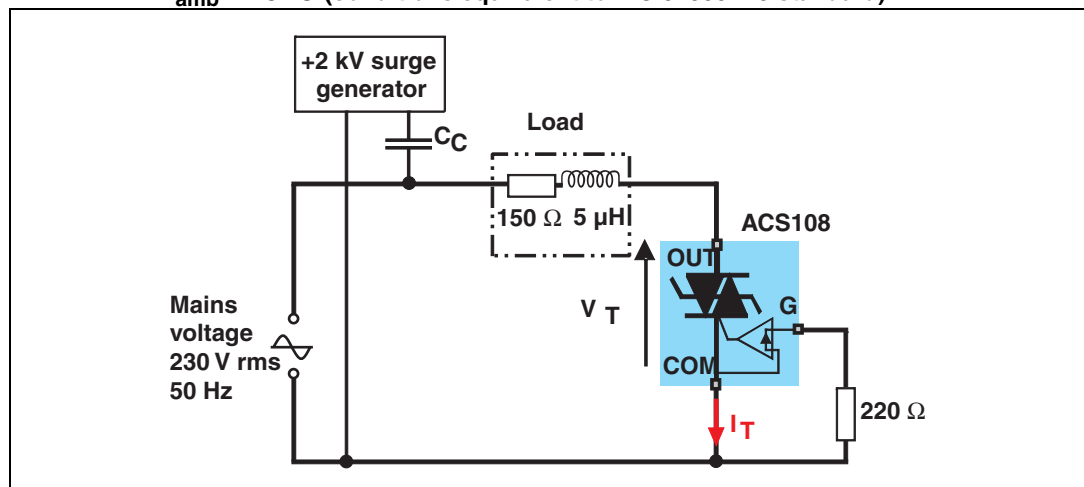 +2 kV surge
generator
CC
Load
150 Ω 5 µH
ACS108
OUT
VT
G
Mains
voltage
230 V rms
50 Hz
COM
220 Ω
IT